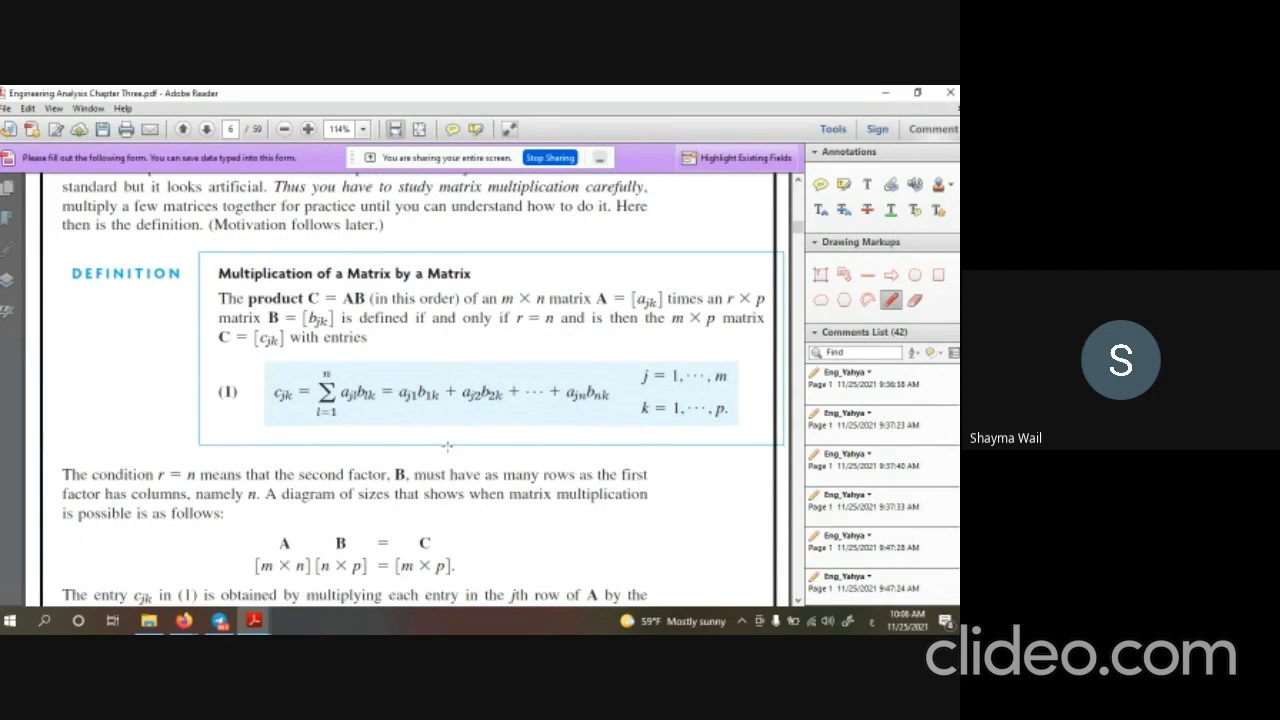 Engineering Analysis Chapter Three.pdf - Adobe Reader
File Edit View Window Help
6 / 59 114% Tools Sign Comment
Please fill out the following form. You can save data typed into this form.
You are sharing your entire screen. Stop Sharing
Highlight Existing Fields
standard but it looks artificial. Thus you have to study matrix multiplication carefully,
multiply a few matrices together for practice until you can understand how to do it. Here
then is the definition. (Motivation follows later.)
DEFINITION Multiplication of a Matrix by a Matrix
The product C = AB (in this order) of an m × n matrix A = [ajk] times an r × p
matrix B = [bjk] is defined if and only if r = n and is then the m × p matrix
C = [cjk] with entries
(1) cjk = n∑l=1 ajlblk = aj1b1k + aj2b2k + ··· + ajnbnk j = 1, ···, m
k = 1, ···, p.
The condition r = n means that the second factor, B, must have as many rows as the first
factor has columns, namely n. A diagram of sizes that shows when matrix multiplication
is possible is as follows:
A B = C
[m × n] [n × p] = [m × p].
The entry cjk in (1) is obtained by multiplying each entry in the jth row of A by the
Annotations
Drawing Markups
Comments List (42)
Find
Eng_Yahya
Page 1 11/25/2021 9:36:38 AM
Eng_Yahya
Page 1 11/25/2021 9:37:23 AM
Eng_Yahya
Page 1 11/25/2021 9:37:40 AM
Eng_Yahya
Page 1 11/25/2021 9:37:33 AM
Eng_Yahya
Page 1 11/25/2021 9:47:28 AM
Eng_Yahya
Page 1 11/25/2021 9:47:24 AM
59°F Mostly sunny
10:06 AM
11/25/2021
S
Shayma Wail
clideo.com